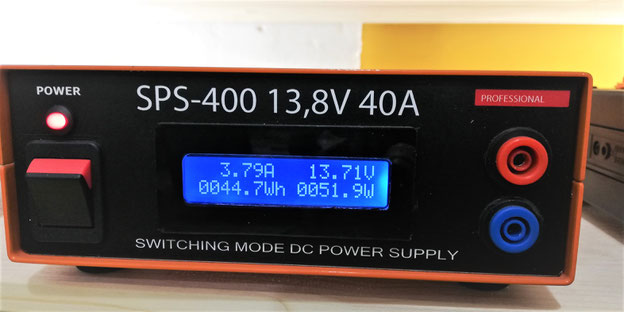 POWER
SPS-400 13,8V 40A
PROFESSIONAL
3.79A 13.71V
0044.7Wh 0051.9W
SWITCHING MODE DC POWER SUPPLY